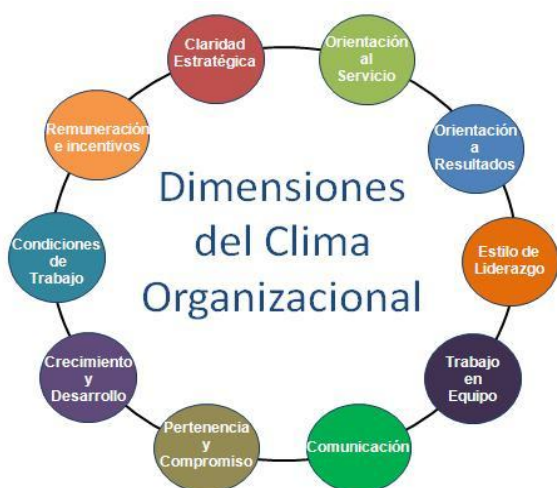 Claridad
Estratégica
Orientación
al
Servicio
Orientación
a
Resultados
Estilo de
Liderazgo
Trabajo
en
Equipo
Comunicación
Pertenencia
y
Compromiso
Crecimiento
y
Desarrollo
Condiciones
de
Trabajo
Remuneración
e incentivos
Dimensiones
del Clima
Organizacional